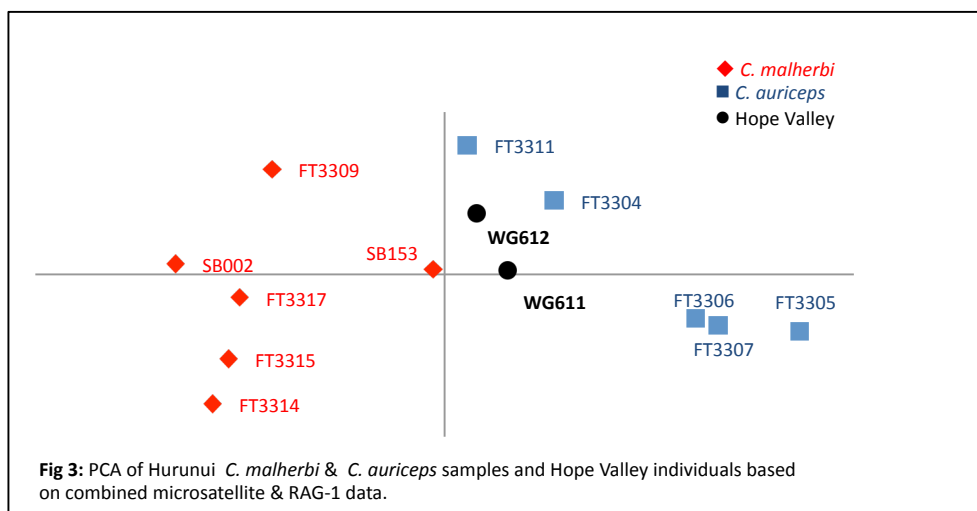 C. malherbi
C. auriceps
Hope Valley
FT3311
FT3309
FT3304
WG612
SB153
SB002
FT3317
WG611
FT3306
FT3305
FT3307
FT3315
FT3314
Fig 3: PCA of Hurunui C. malherbi & C. auriceps samples and Hope Valley individuals based
on combined microsatellite & RAG-1 data.